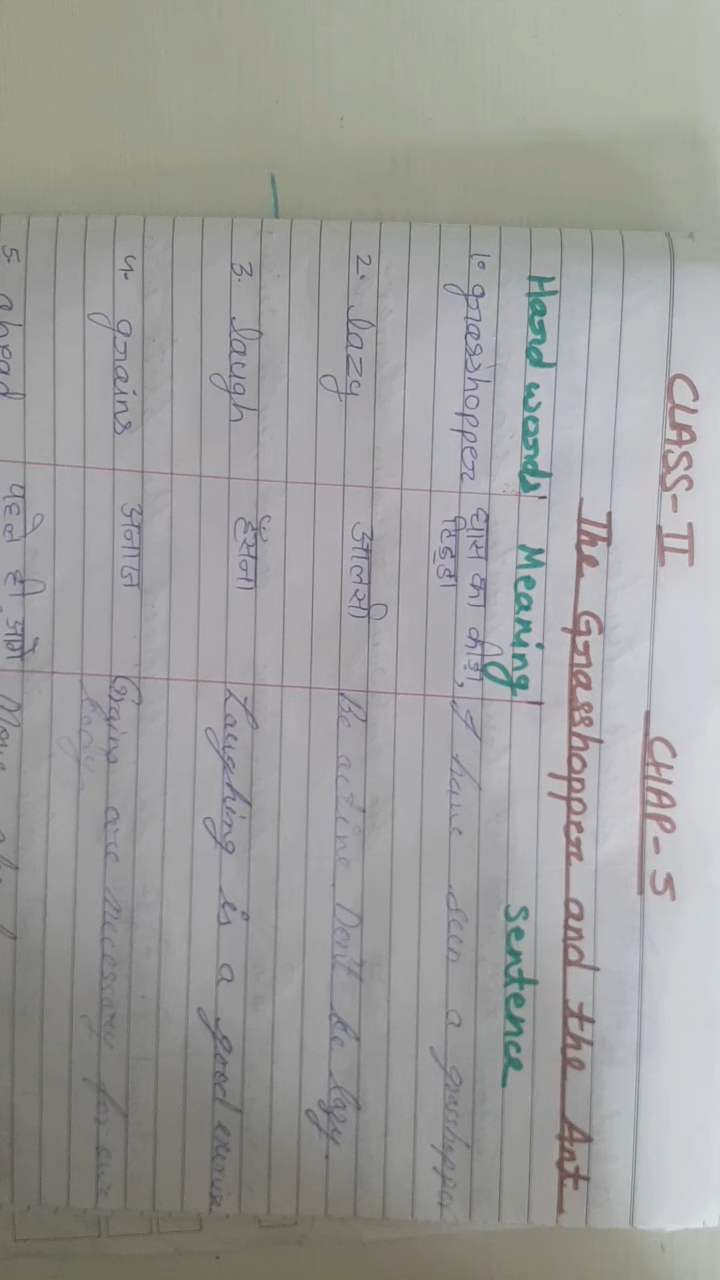 CLASS-II CHAP-5
The Grasshopper and the Ant
Hard words Meaning Sentence
1. grasshopper घास का कीड़ा, I have seen a grasshopper
टिड्डा
2. lazy आलसी Be active. Don't be lazy.
3. laugh हँसना Laughing is a good exercise
4. grains अनाज Grains are necessary for our
body.
5. ahead पहले ही आगे